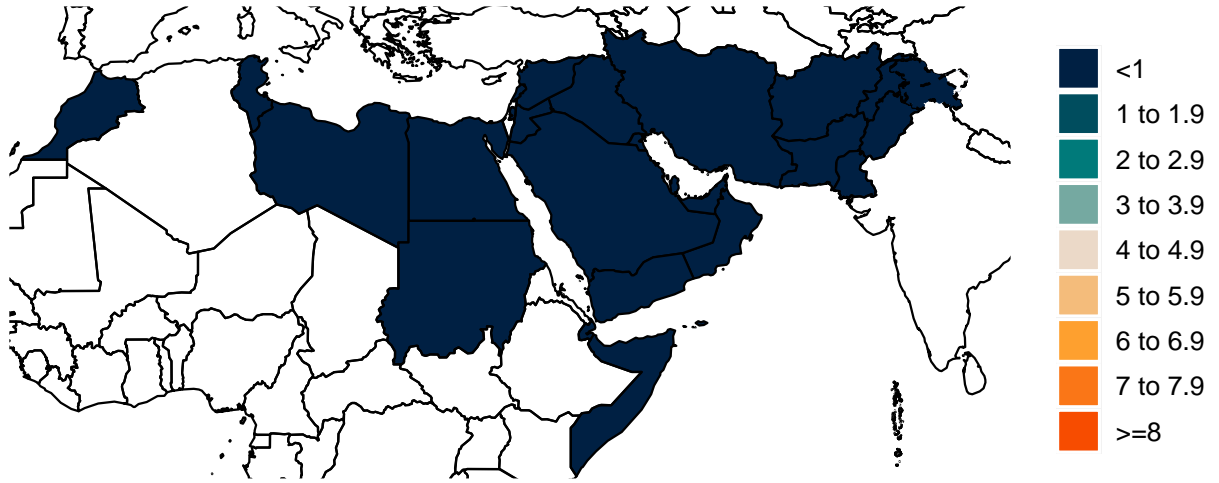 <1
1 to 1.9
2 to 2.9
3 to 3.9
4 to 4.9
5 to 5.9
6 to 6.9
7 to 7.9
>=8